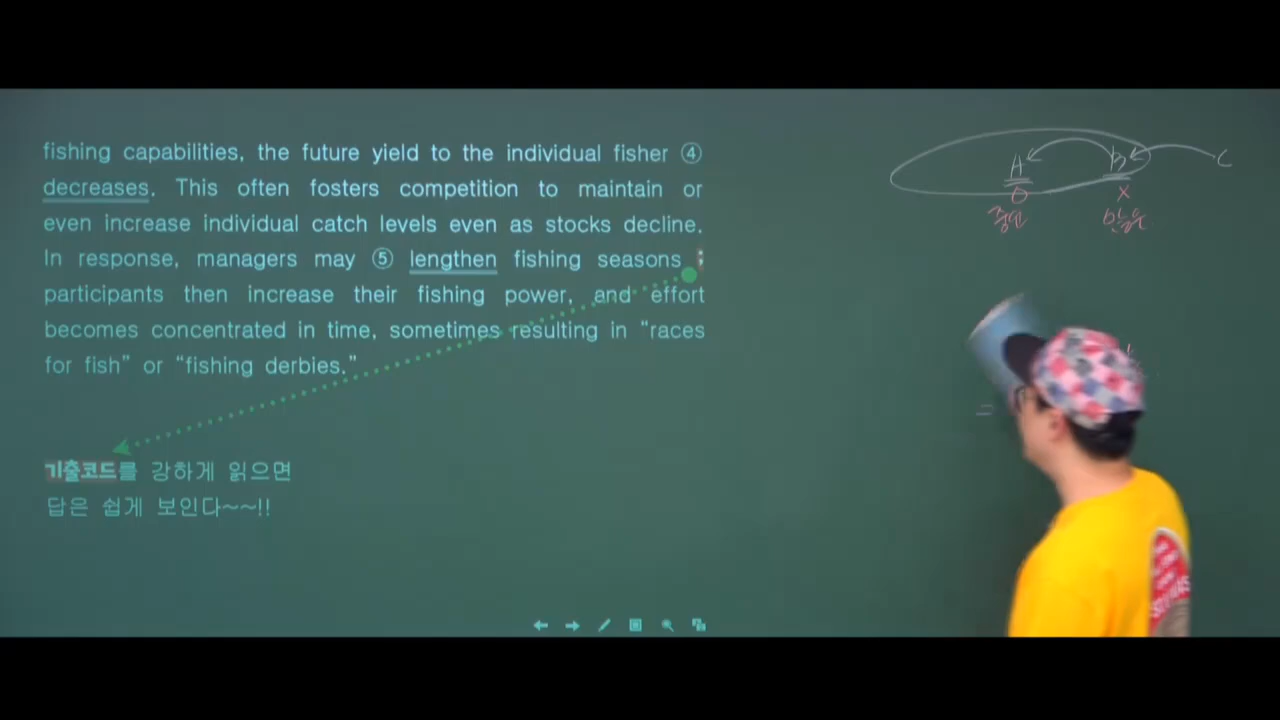 fishing capabilities, the future yield to the individual fisher ④
decreases. This often fosters competition to maintain or
even increase individual catch levels even as stocks decline.
In response, managers may ⑤ lengthen fishing seasons ;
participants then increase their fishing power, and effort
becomes concentrated in time, sometimes resulting in “races
for fish” or “fishing derbies.”
기출코드를 강하게 읽으면
답은 쉽게 보인다~~!!
A B C
O X
=